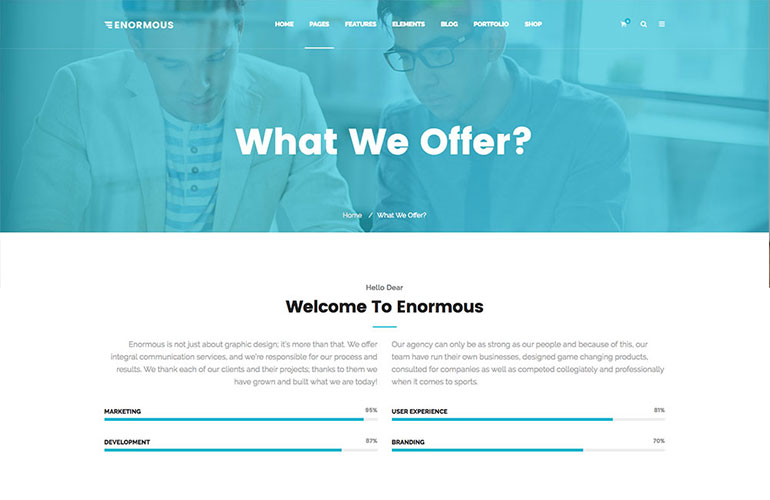 ENORMOUS
HOME PAGES FEATURES ELEMENTS BLOG PORTFOLIO SHOP
What We Offer?
Home / What We Offer?
Hello Dear
Welcome To Enormous
Enormous is not just about graphic design; it's more than that. We offer
integral communication services, and we're responsible for our process and
results. We thank each of our clients and their projects; thanks to them we
have grown and built what we are today!
Our agency can only be as strong as our people and because of this, our
team have run their own businesses, designed game changing products,
consulted for companies as well as competed collegiately and professionally
when it comes to sports.
MARKETING 95%
DEVELOPMENT 87%
USER EXPERIENCE 81%
BRANDING 70%